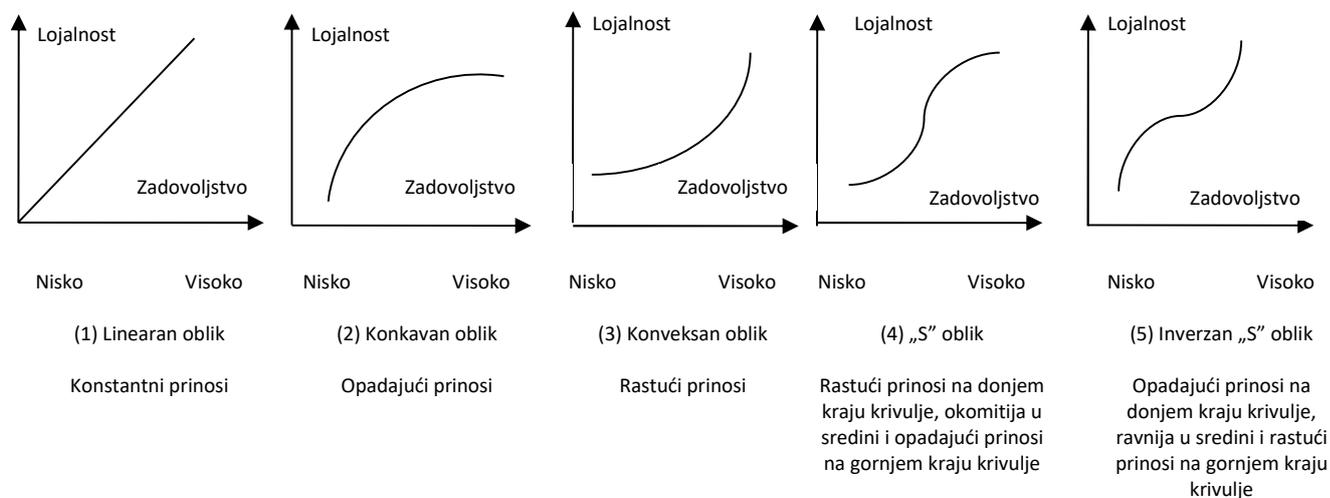 Lojalnost
Zadovoljstvo
Nisko
Visoko
(1) Linearan oblik
Konstantni prinosi
Lojalnost
Zadovoljstvo
Nisko
Visoko
(2) Konkavan oblik
Opadajući prinosi
Lojalnost
Zadovoljstvo
Nisko
Visoko
(3) Konveksan oblik
Rastući prinosi
Lojalnost
Zadovoljstvo
Nisko
Visoko
(4) „S” oblik
Rastući prinosi na donjem
kraju krivulje, okomitija u
sredini i opadajući prinosi
na gornjem kraju krivulje
Lojalnost
Zadovoljstvo
Nisko
Visoko
(5) Inverzan „S” oblik
Opadajući prinosi na
donjem kraju krivulje,
ravnija u sredini i rastući
prinosi na gornjem kraju
krivulje